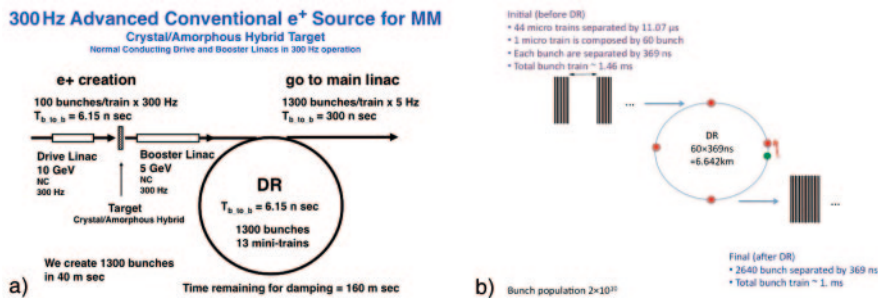 300 Hz Advanced Conventional e+ Source for MM
Crystal/Amorphous Hybrid Target
Normal Conducting Drive and Booster Linacs in 300 Hz operation
e+ creation
100 bunches/train x 300 Hz
T b_to_b = 6.15 n sec
go to main linac
1300 bunches/train x 5 Hz
T b_to_b = 300 n sec
Drive Linac
10 GeV
NC
300 Hz
Booster Linac
5 GeV
NC
300 Hz
Target
Crystal/Amorphous Hybrid
DR
T b_to_b = 6.15 n sec
1300 bunches
13 mini-trains
We create 1300 bunches
in 40 m sec
Time remaining for damping = 160 m sec
a)
Initial (before DR)
• 44 micro trains separated by 11.07 μs
• 1 micro train is composed by 60 bunch
• Each bunch are separated by 369 ns
• Total bunch train ~ 1.46 ms
...
DR
60×369ns
=6.642km
...
Final (after DR)
• 2640 bunch separated by 369 ns
• Total bunch train ~ 1. ms
Bunch population 2×10¹⁰
b)